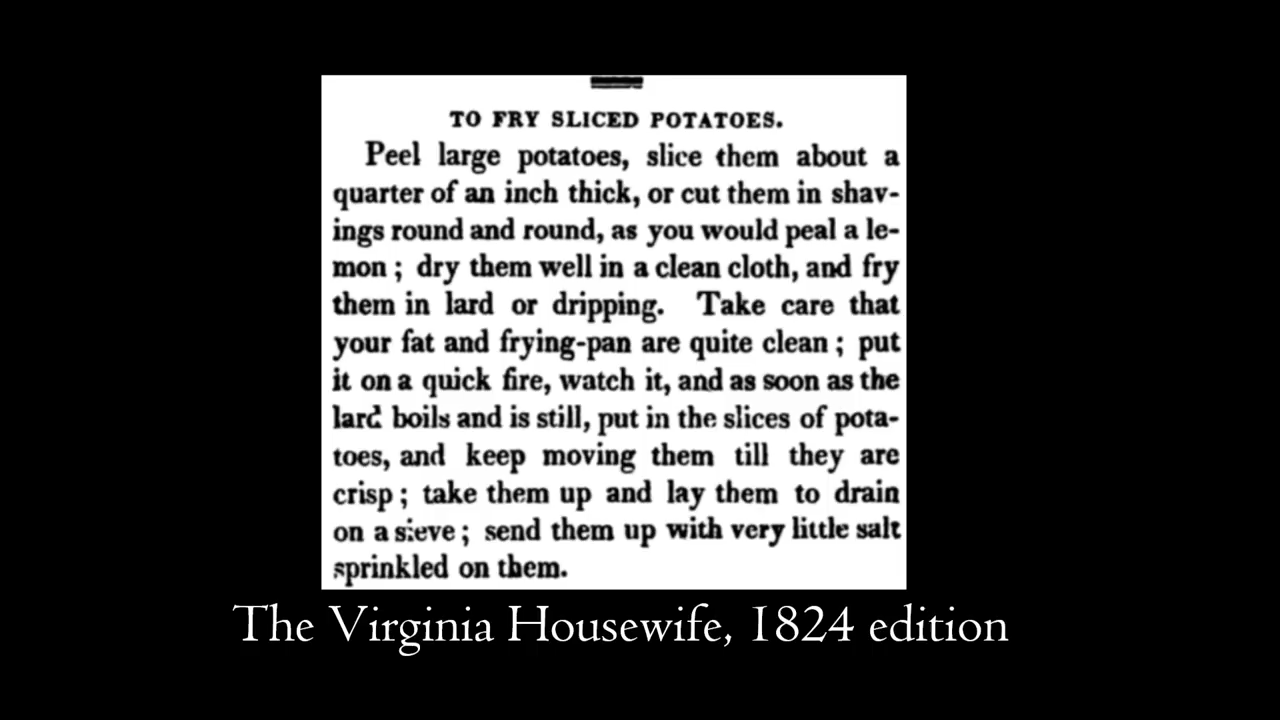 TO FRY SLICED POTATOES.
Peel large potatoes, slice them about a
quarter of an inch thick, or cut them in shav-
ings round and round, as you would peal a le-
mon ; dry them well in a clean cloth, and fry
them in lard or dripping. Take care that
your fat and frying-pan are quite clean ; put
it on a quick fire, watch it, and as soon as the
lard boils and is still, put in the slices of pota-
toes, and keep moving them till they are
crisp ; take them up and lay them to drain
on a sieve ; send them up with very little salt
sprinkled on them.
The Virginia Housewife, 1824 edition